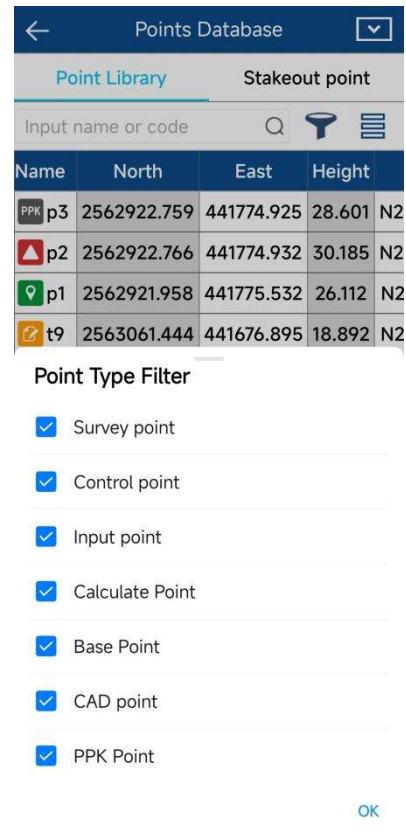 Points Database
Point Library Stakeout point
Input name or code
Name North East Height
PPK p3 2562922.759 441774.925 28.601 N2
p2 2562922.766 441774.932 30.185 N2
p1 2562921.958 441775.532 26.112 N2
t9 2563061.444 441676.895 18.892 N2
Point Type Filter
Survey point
Control point
Input point
Calculate Point
Base Point
CAD point
PPK Point
OK